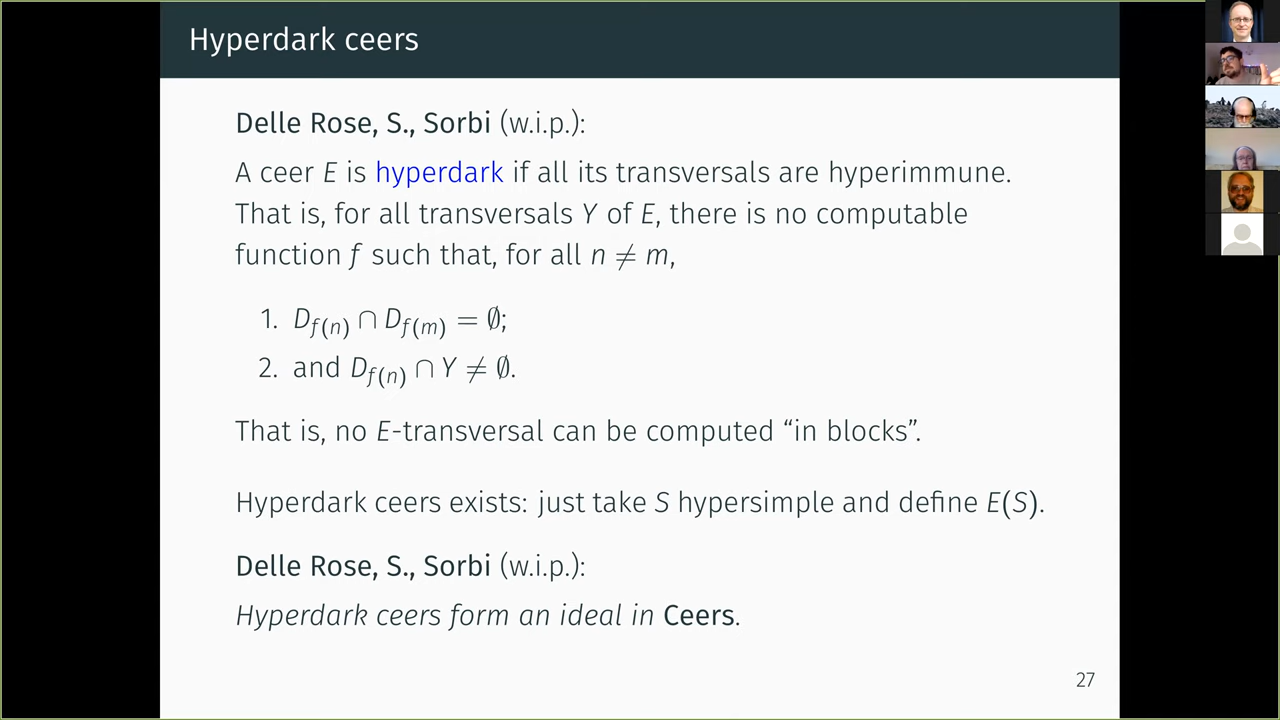 Hyperdark ceers
Delle Rose, S., Sorbi (w.i.p.):
A ceer E is hyperdark if all its transversals are hyperimmune.
That is, for all transversals Y of E, there is no computable
function f such that, for all n ≠ m,
1. D_{f(n)} ∩ D_{f(m)} = ∅;
2. and D_{f(n)} ∩ Y ≠ ∅.
That is, no E-transversal can be computed “in blocks”.
Hyperdark ceers exists: just take S hypersimple and define E(S).
Delle Rose, S., Sorbi (w.i.p.):
Hyperdark ceers form an ideal in Ceers.
27